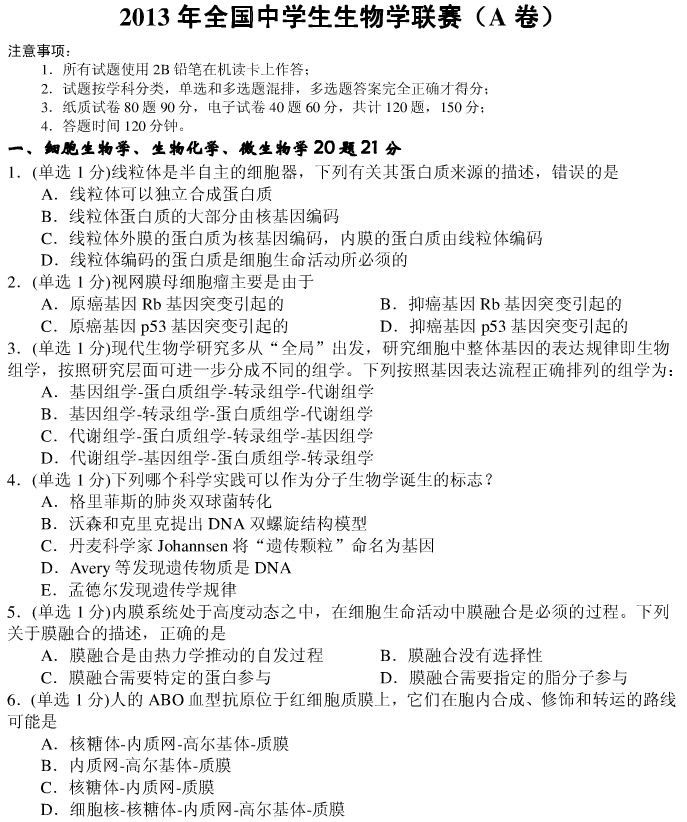 2013 年全国中学生生物学联赛（A 卷）
注意事项：
1．所有试题使用 2B 铅笔在机读卡上作答；
2．试题按学科分类，单选和多选题混排，多选题答案完全正确才得分；
3．纸质试卷 80 题 90 分，电子试卷 40 题 60 分，共计 120 题，150 分；
4．答题时间 120 分钟。
一、细胞生物学、生物化学、微生物学 20 题 21 分
1．(单选 1 分)线粒体是半自主的细胞器，下列有关其蛋白质来源的描述，错误的是
A．线粒体可以独立合成蛋白质
B．线粒体蛋白质的大部分由核基因编码
C．线粒体外膜的蛋白质为核基因编码，内膜的蛋白质由线粒体编码
D．线粒体编码的蛋白质是细胞生命活动所必须的
2．(单选 1 分)视网膜母细胞瘤主要是由于
A．原癌基因 Rb 基因突变引起的 B．抑癌基因 Rb 基因突变引起的
C．原癌基因 p53 基因突变引起的 D．抑癌基因 p53 基因突变引起的
3．(单选 1 分)现代生物学研究多从“全局”出发，研究细胞中整体基因的表达规律即生物
组学，按照研究层面可进一步分成不同的组学。下列按照基因表达流程正确排列的组学为：
A．基因组学-蛋白质组学-转录组学-代谢组学
B．基因组学-转录组学-蛋白质组学-代谢组学
C．代谢组学-蛋白质组学-转录组学-基因组学
D．代谢组学-基因组学-蛋白质组学-转录组学
4．(单选 1 分)下列哪个科学实践可以作为分子生物学诞生的标志？
A．格里菲斯的肺炎双球菌转化
B．沃森和克里克提出 DNA 双螺旋结构模型
C．丹麦科学家 Johannsen 将“遗传颗粒”命名为基因
D．Avery 等发现遗传物质是 DNA
E．孟德尔发现遗传学规律
5．(单选 1 分)内膜系统处于高度动态之中，在细胞生命活动中膜融合是必须的过程。下列
关于膜融合的描述，正确的是
A．膜融合是由热力学推动的自发过程 B．膜融合没有选择性
C．膜融合需要特定的蛋白参与 D．膜融合需要指定的脂分子参与
6．(单选 1 分)人的 ABO 血型抗原位于红细胞质膜上，它们在胞内合成、修饰和转运的路线
可能是
A．核糖体-内质网-高尔基体-质膜
B．内质网-高尔基体-质膜
C．核糖体-内质网-质膜
D．细胞核-核糖体-内质网-高尔基体-质膜